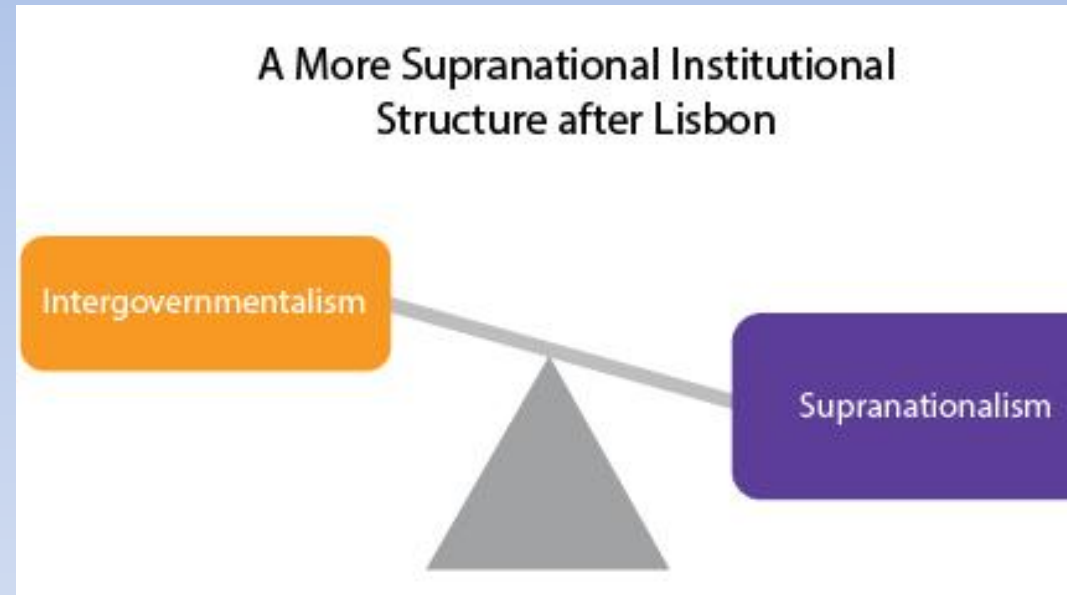 A More Supranational Institutional
Structure after Lisbon
Intergovernmentalism
Supranationalism